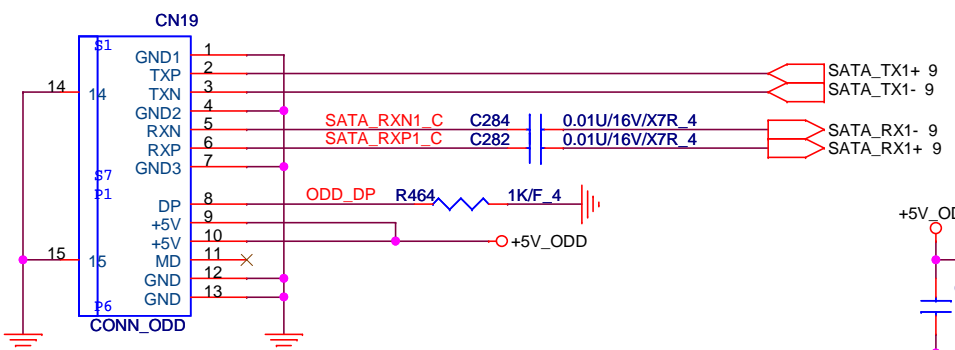 CN19
S1
GND1 1
TXP 2 SATA_TX1+ 9
14 14 TXN 3 SATA_TX1- 9
GND2 4
RXN 5 SATA_RXN1_C C284 0.01U/16V/X7R_4 SATA_RX1- 9
RXP 6 SATA_RXP1_C C282 0.01U/16V/X7R_4 SATA_RX1+ 9
GND3 7
S7
P1
DP 8 ODD_DP R464 1K/F_4
+5V 9
+5V 10 +5V_ODD
15 15 MD 11
GND 12
GND 13
P6
CONN_ODD
+5V_OD